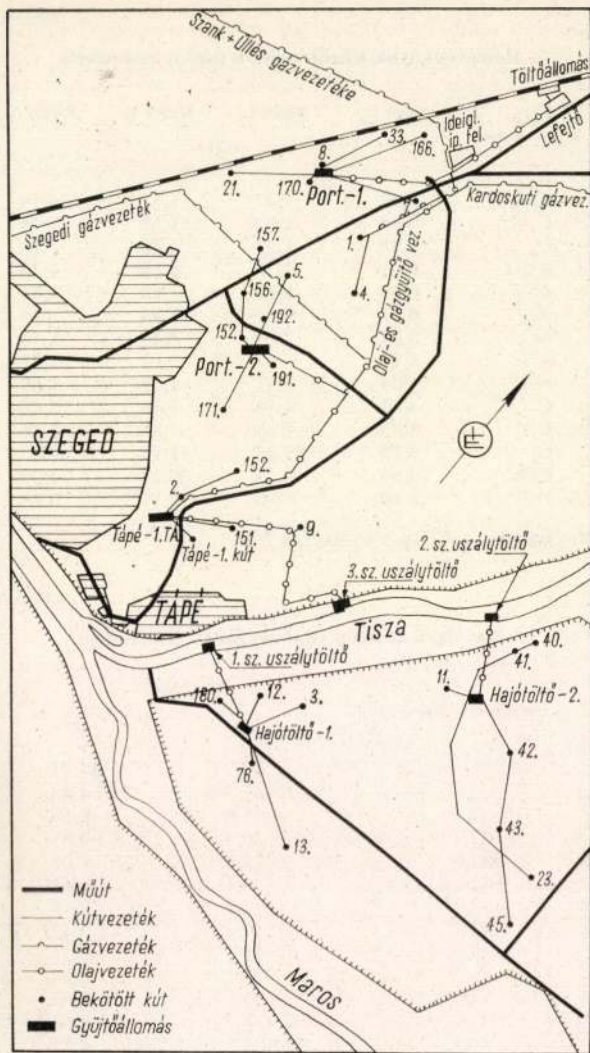 Szank+Üllés gázvezetéke
Töltőállomás
Ideigl.
ip. tel.
Lefejtő
33.
166.
8.
21.
170.
Port.-1.
Kardoskuti gázvez.
Szegedi gázvezeték
7.
1.
157.
5.
4.
156.
192.
Olaj- és gázgyűjtő vez.
152.
Port.-2.
191.
171.
SZEGED
É
152.
2.
Tápé-1.TÁ.
151.
9.
Tápé-1. kút
2. sz. uszálytöltő
3. sz. uszálytöltő
TÁPÉ
Tisza
1. sz. uszálytöltő
40.
41.
11.
180.
12.
3.
Hajótöltő-2.
Hajótöltő-1.
76.
42.
13.
43.
23.
45.
Műút
Kútvezeték
Gázvezeték
Olajvezeték
Bekötött kút
Gyűjtőállomás
Maros